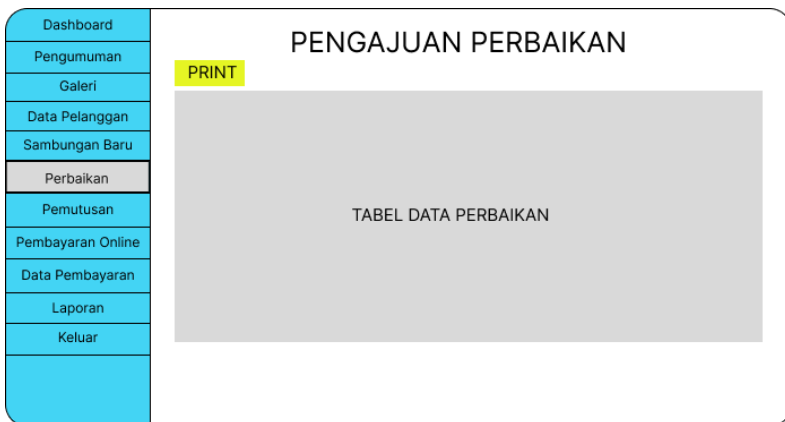 Dashboard
Pengumuman
Galeri
Data Pelanggan
Sambungan Baru
Perbaikan
Pemutusan
Pembayaran Online
Data Pembayaran
Laporan
Keluar
PENGAJUAN PERBAIKAN
PRINT
TABEL DATA PERBAIKAN